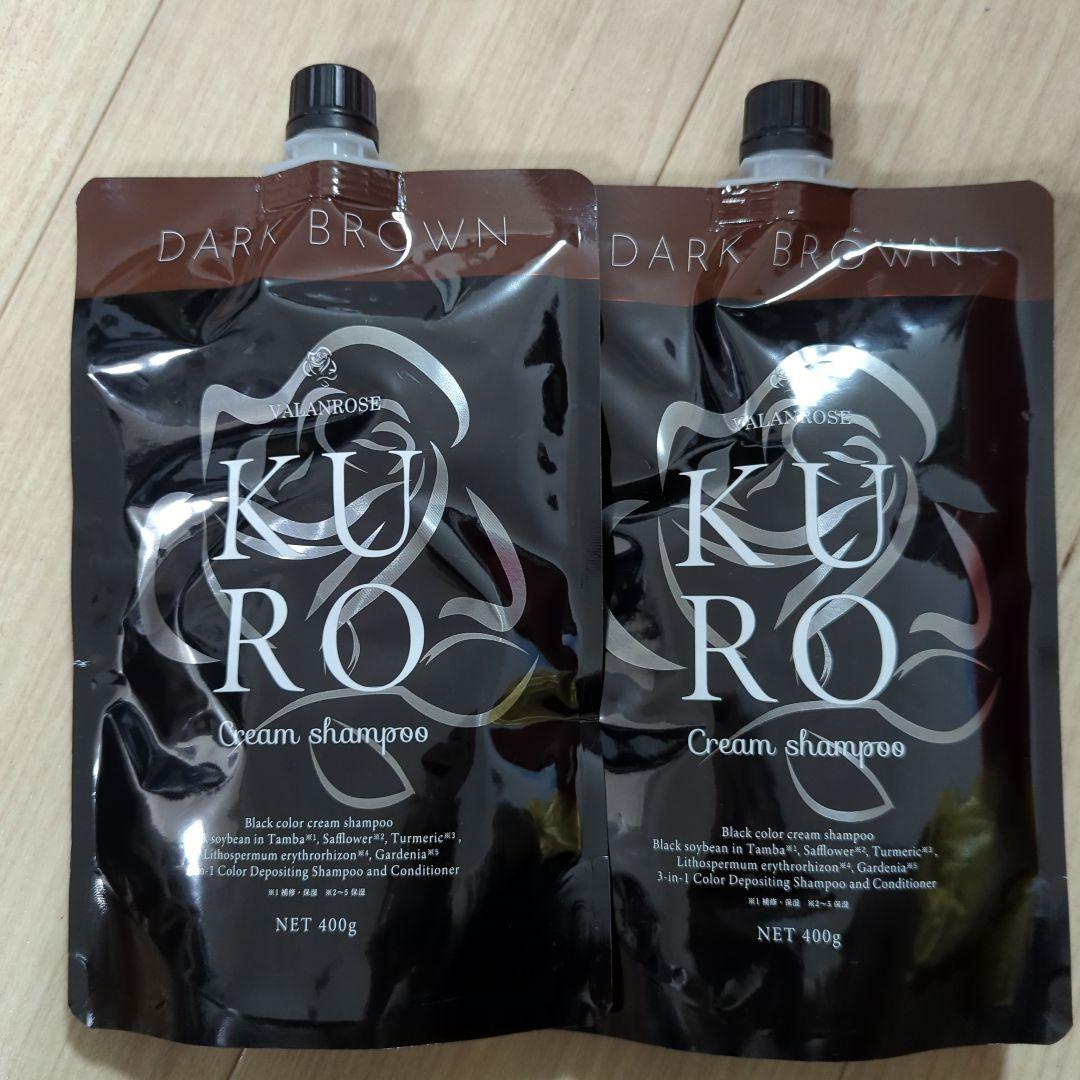 DARK BROWN
VALANROSE
KU
RO
Cream shampoo
Black color cream shampoo
soybean in Tamba※1, Safflower※2, Turmeric※3,
Lithospermum erythrorhizon※4, Gardenia※5
in-1 Color Depositing Shampoo and Conditioner
※1 補修・保湿 ※2〜5 保湿
NET 400g
DARK BROWN
VALANROSE
KU
RO
Cream shampoo
Black color cream shampoo
Black soybean in Tamba※1, Safflower※2, Turmeric※3,
Lithospermum erythrorhizon※4, Gardenia※5
3-in-1 Color Depositing Shampoo and Conditioner
※1 補修・保湿 ※2〜5 保湿
NET 400g